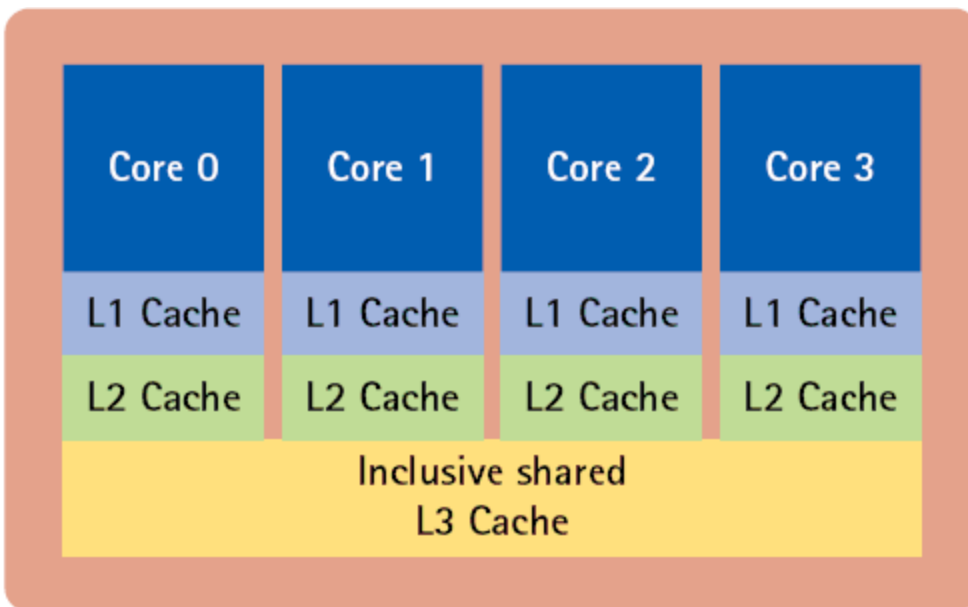 Core 0
Core 1
Core 2
Core 3
L1 Cache
L1 Cache
L1 Cache
L1 Cache
L2 Cache
L2 Cache
L2 Cache
L2 Cache
Inclusive shared
L3 Cache